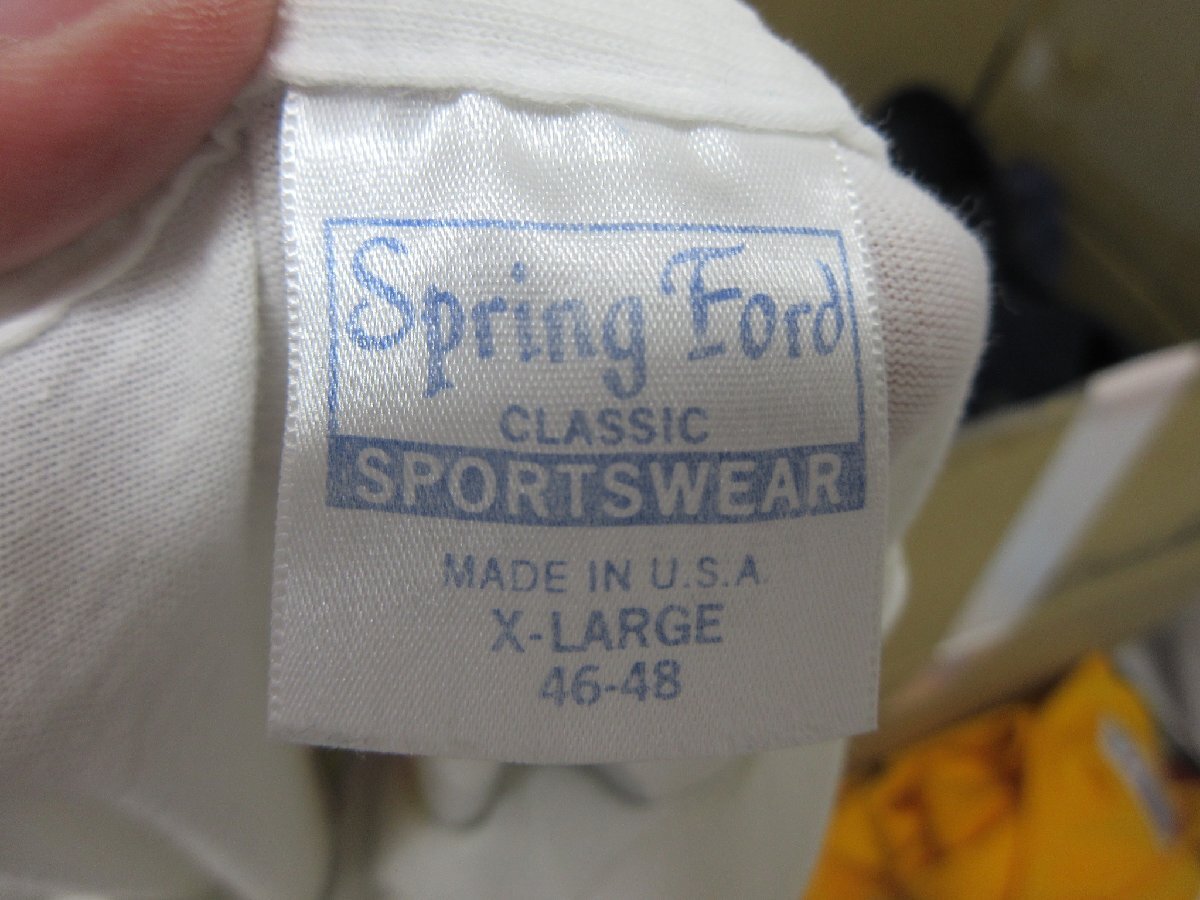 Spring Ford
CLASSIC
SPORTSWEAR
MADE IN U.S.A.
X-LARGE
46-48